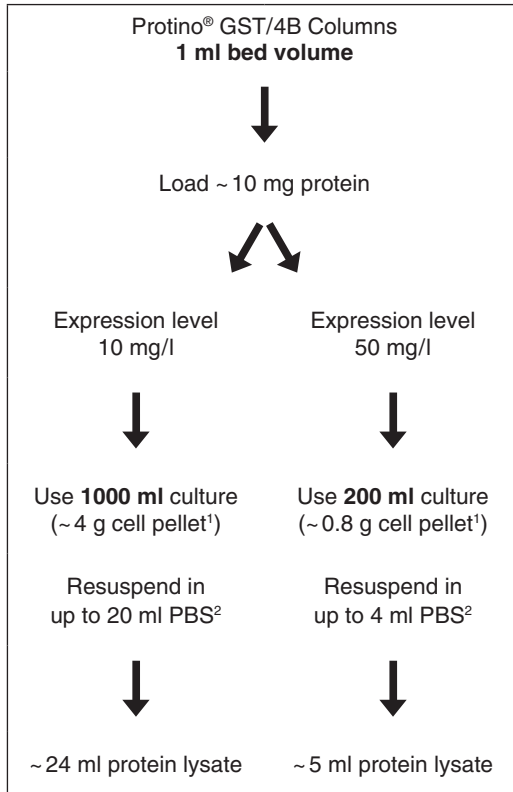 Protino® GST/4B Columns
1 ml bed volume
Load ~10 mg protein
Expression level
10 mg/l
Expression level
50 mg/l
Use 1000 ml culture
(~4 g cell pellet¹)
Use 200 ml culture
(~0.8 g cell pellet¹)
Resuspend in
up to 20 ml PBS²
Resuspend in
up to 4 ml PBS²
~24 ml protein lysate
~5 ml protein lysate